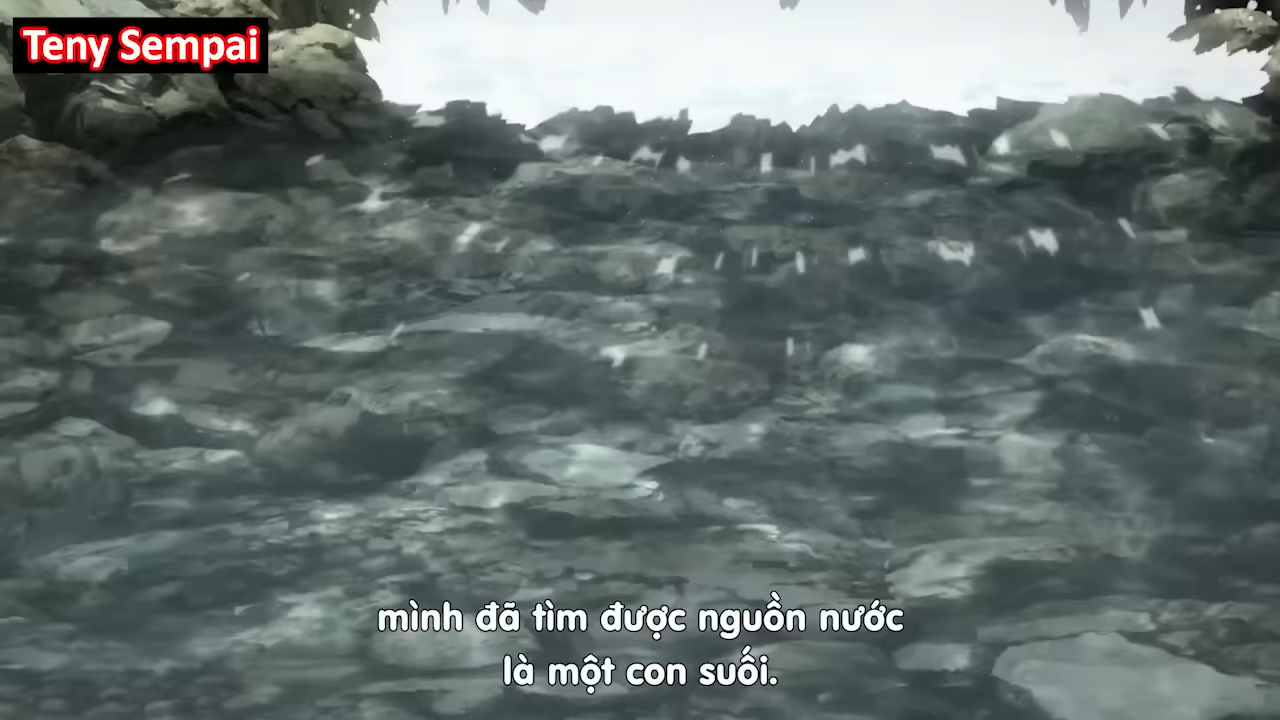 Teny Sempai
mình đã tìm được nguồn nước
là một con suối.